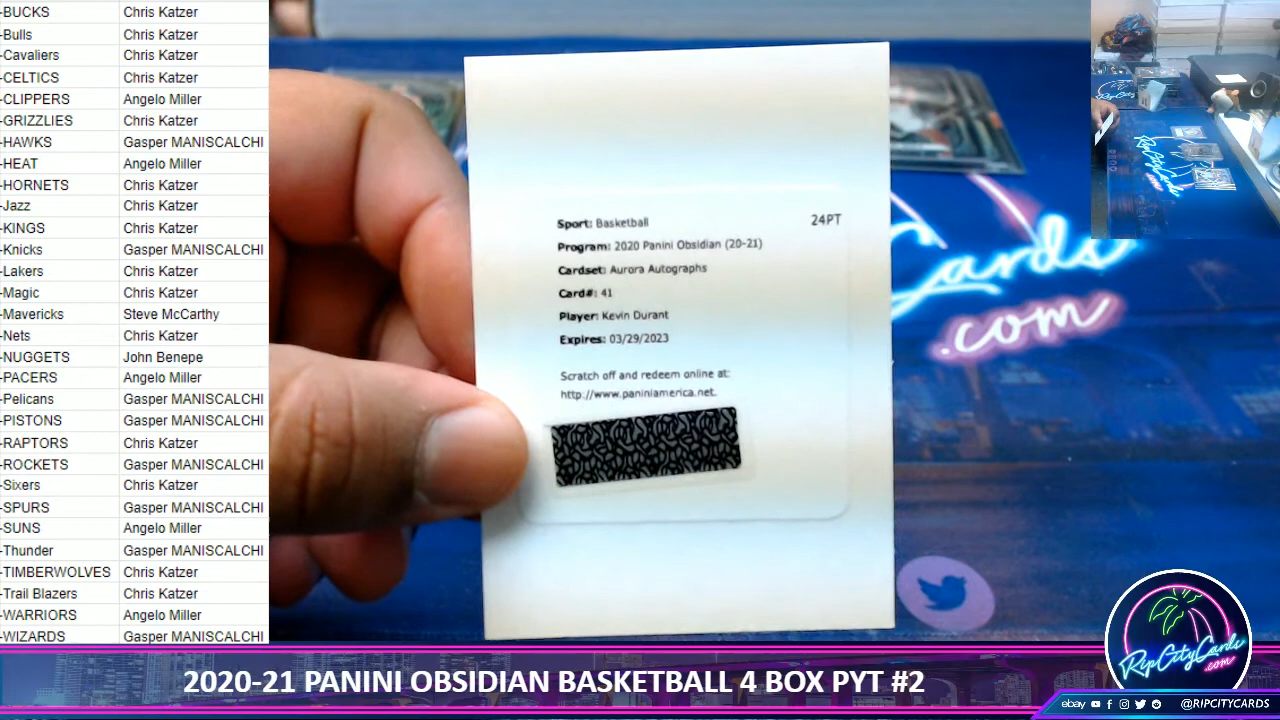 -BUCKS Chris Katzer
-Bulls Chris Katzer
-Cavaliers Chris Katzer
-CELTICS Chris Katzer
-CLIPPERS Angelo Miller
-GRIZZLIES Chris Katzer
-HAWKS Gasper MANISCALCHI
-HEAT Angelo Miller
-HORNETS Chris Katzer
-Jazz Chris Katzer
-KINGS Chris Katzer
-Knicks Gasper MANISCALCHI
-Lakers Chris Katzer
-Magic Chris Katzer
-Mavericks Steve McCarthy
-Nets Chris Katzer
-NUGGETS John Benepe
-PACERS Angelo Miller
-Pelicans Gasper MANISCALCHI
-PISTONS Gasper MANISCALCHI
-RAPTORS Chris Katzer
-ROCKETS Gasper MANISCALCHI
-Sixers Chris Katzer
-SPURS Gasper MANISCALCHI
-SUNS Angelo Miller
-Thunder Gasper MANISCALCHI
-TIMBERWOLVES Chris Katzer
-Trail Blazers Chris Katzer
-WARRIORS Angelo Miller
-WIZARDS Gasper MANISCALCHI
Sport: Basketball 24PT
Program: 2020 Panini Obsidian (20-21)
Cardset: Aurora Autographs
Card#: 41
Player: Kevin Durant
Expires: 03/29/2023
Scratch off and redeem online at:
http://www.paniniamerica.net.
Cards
.com
RipCityCards
RipCityCards
.com
2020-21 PANINI OBSIDIAN BASKETBALL 4 BOX PYT #2
ebay @RIPCITYCARDS